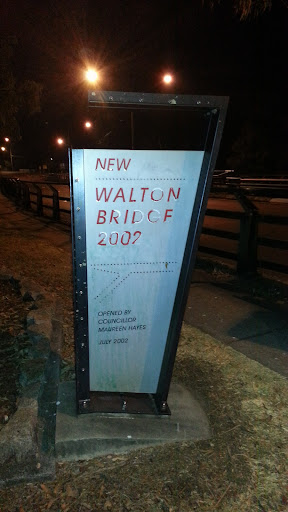 NEW
WALTON
BRIDGE
2002
OPENED BY
COUNCILLOR
MAUREEN HAYES
JULY 2002